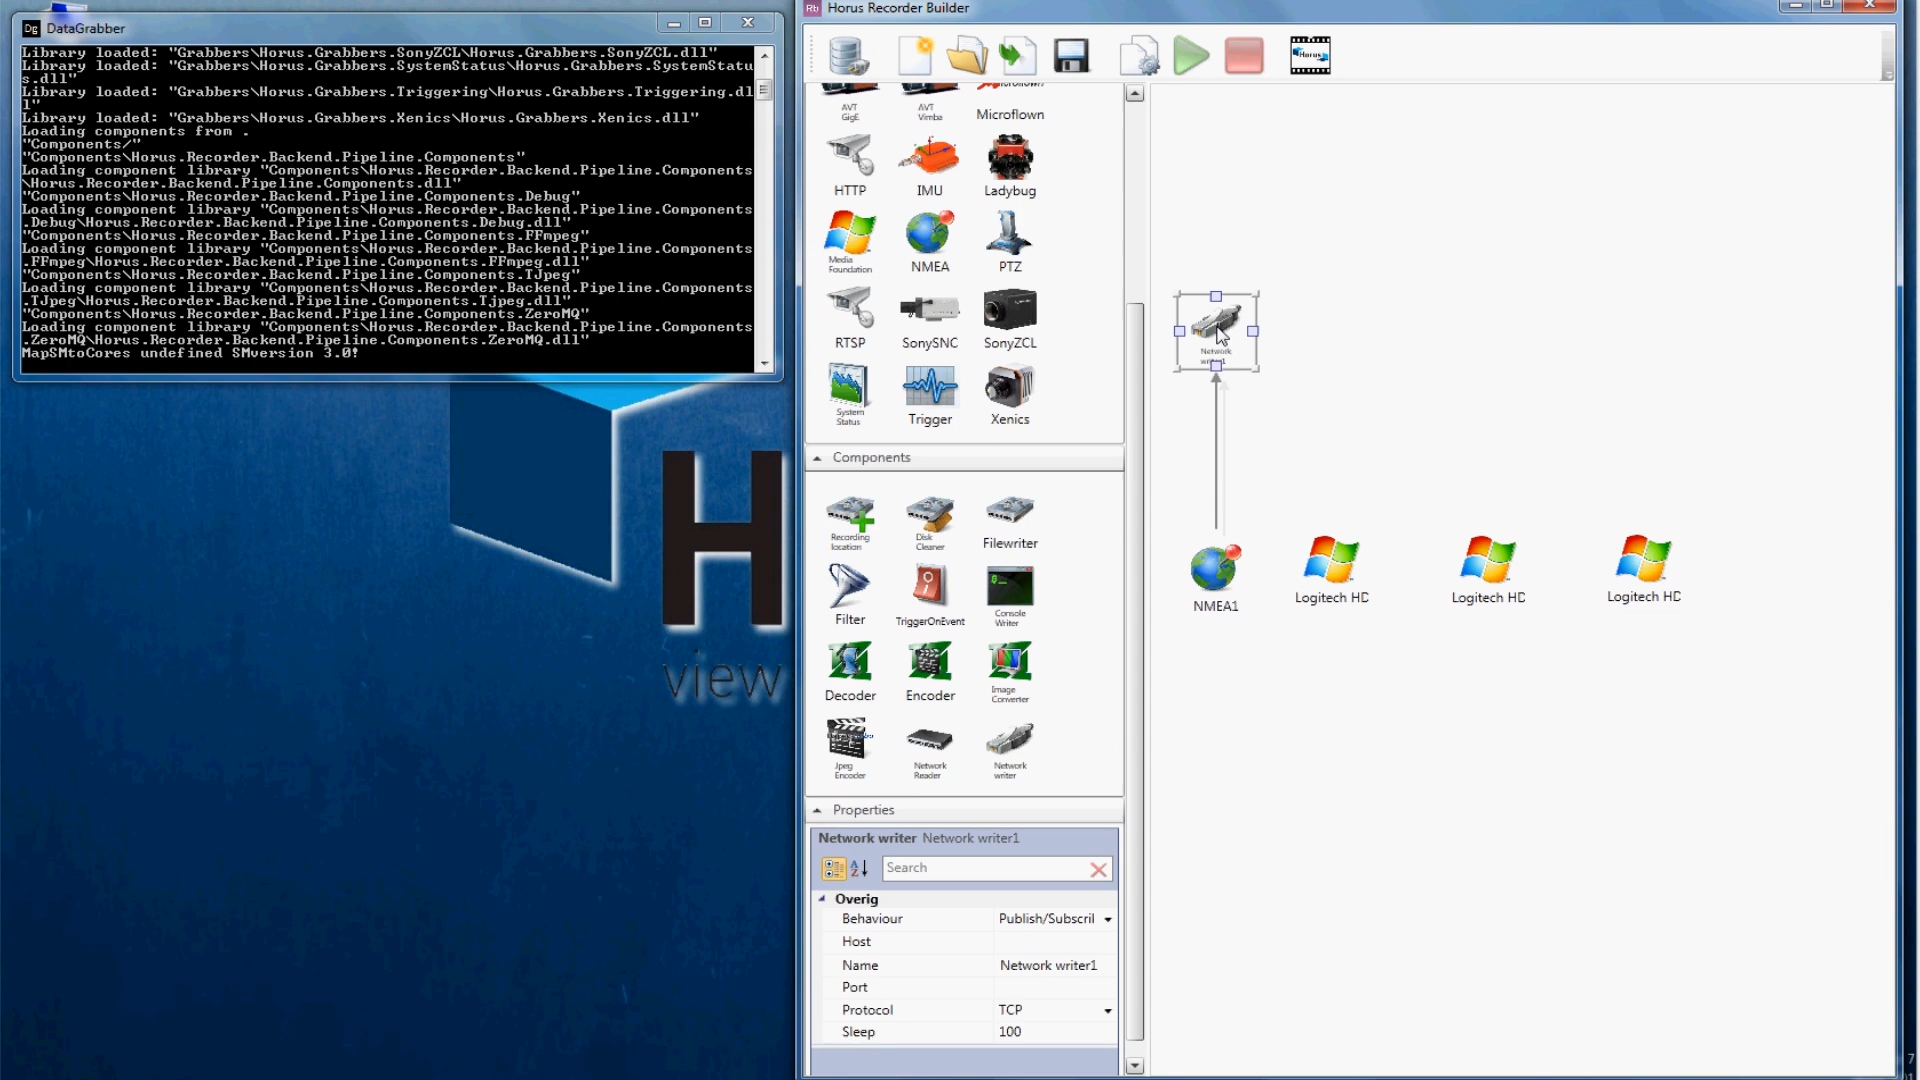 DataGrabber
Library loaded: "Grabbers\Horus.Grabbers.SonyZCL\Horus.Grabbers.SonyZCL.dll"
Library loaded: "Grabbers\Horus.Grabbers.SystemStatus\Horus.Grabbers.SystemStatu
s.dll"
Library loaded: "Grabbers\Horus.Grabbers.Triggering\Horus.Grabbers.Triggering.dl
l"
Library loaded: "Grabbers\Horus.Grabbers.Xenics\Horus.Grabbers.Xenics.dll"
Loading components from .
"Components/"
"Components\Horus.Recorder.Backend.Pipeline.Components"
Loading component library "Components\Horus.Recorder.Backend.Pipeline.Components
\Horus.Recorder.Backend.Pipeline.Components.dll"
"Components\Horus.Recorder.Backend.Pipeline.Components.Debug"
Loading component library "Components\Horus.Recorder.Backend.Pipeline.Components
.Debug\Horus.Recorder.Backend.Pipeline.Components.Debug.dll"
"Components\Horus.Recorder.Backend.Pipeline.Components.FFmpeg"
Loading component library "Components\Horus.Recorder.Backend.Pipeline.Components
.FFmpeg\Horus.Recorder.Backend.Pipeline.Components.FFmpeg.dll"
"Components\Horus.Recorder.Backend.Pipeline.Components.TJpeg"
Loading component library "Components\Horus.Recorder.Backend.Pipeline.Components
.TJpeg\Horus.Recorder.Backend.Pipeline.Components.Tjpeg.dll"
"Components\Horus.Recorder.Backend.Pipeline.Components.ZeroMQ"
Loading component library "Components\Horus.Recorder.Backend.Pipeline.Components
.ZeroMQ\Horus.Recorder.Backend.Pipeline.Components.ZeroMQ.dll"
MapSMtoCores undefined SMversion 3.0!
H
view
Horus Recorder Builder
Horus
AVT GigE
AVT Vimba
Microflown
HTTP
IMU
Ladybug
Media Foundation
NMEA
PTZ
RTSP
SonySNC
SonyZCL
System Status
Trigger
Xenics
Components
Recording location
Disk Cleaner
Filewriter
Filter
TriggerOnEvent
Console Writer
Decoder
Encoder
Image Converter
Jpeg Encoder
Network Reader
Network writer
Properties
Network writer Network writer1
Search
Overig
Behaviour Publish/Subscril
Host
Name Network writer1
Port
Protocol TCP
Sleep 100
Network
writer1
NMEA1
Logitech HD
Logitech HD
Logitech HD